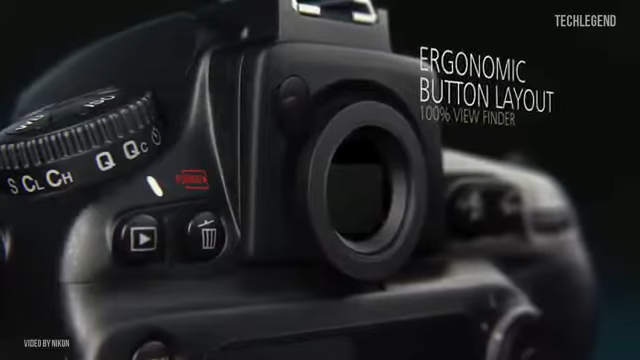 TECHLEGEND
ERGONOMIC
BUTTON LAYOUT
100% VIEW FINDER
S CL CH Q QC
VIDEO BY NIKON